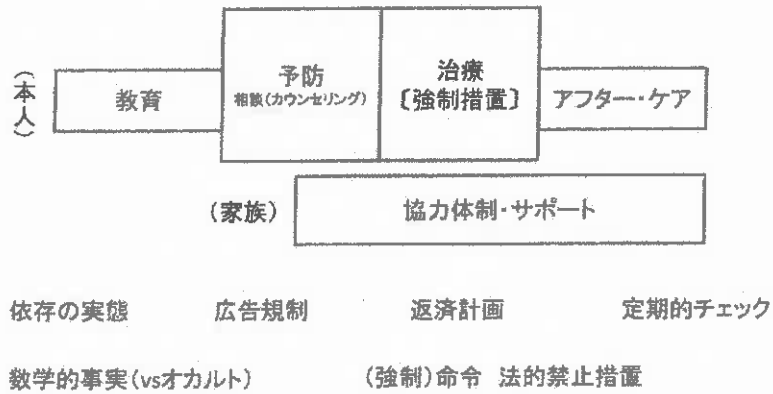 (本人)
教育
予防
相談(カウンセリング)
治療
〔強制措置〕
アフター・ケア
(家族)
協力体制・サポート
依存の実態 広告規制 返済計画 定期的チェック
数学的事実(vsオカルト) (強制)命令 法的禁止措置